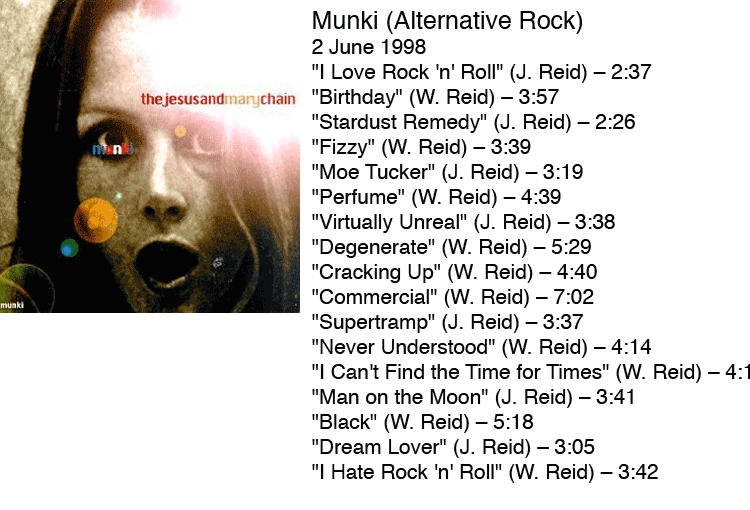 thejesusandmarychain
munki
munki
Munki (Alternative Rock)
2 June 1998
"I Love Rock 'n' Roll" (J. Reid) – 2:37
"Birthday" (W. Reid) – 3:57
"Stardust Remedy" (J. Reid) – 2:26
"Fizzy" (W. Reid) – 3:39
"Moe Tucker" (J. Reid) – 3:19
"Perfume" (W. Reid) – 4:39
"Virtually Unreal" (J. Reid) – 3:38
"Degenerate" (W. Reid) – 5:29
"Cracking Up" (W. Reid) – 4:40
"Commercial" (W. Reid) – 7:02
"Supertramp" (J. Reid) – 3:37
"Never Understood" (W. Reid) – 4:14
"I Can't Find the Time for Times" (W. Reid) – 4:1
"Man on the Moon" (J. Reid) – 3:41
"Black" (W. Reid) – 5:18
"Dream Lover" (J. Reid) – 3:05
"I Hate Rock 'n' Roll" (W. Reid) – 3:42